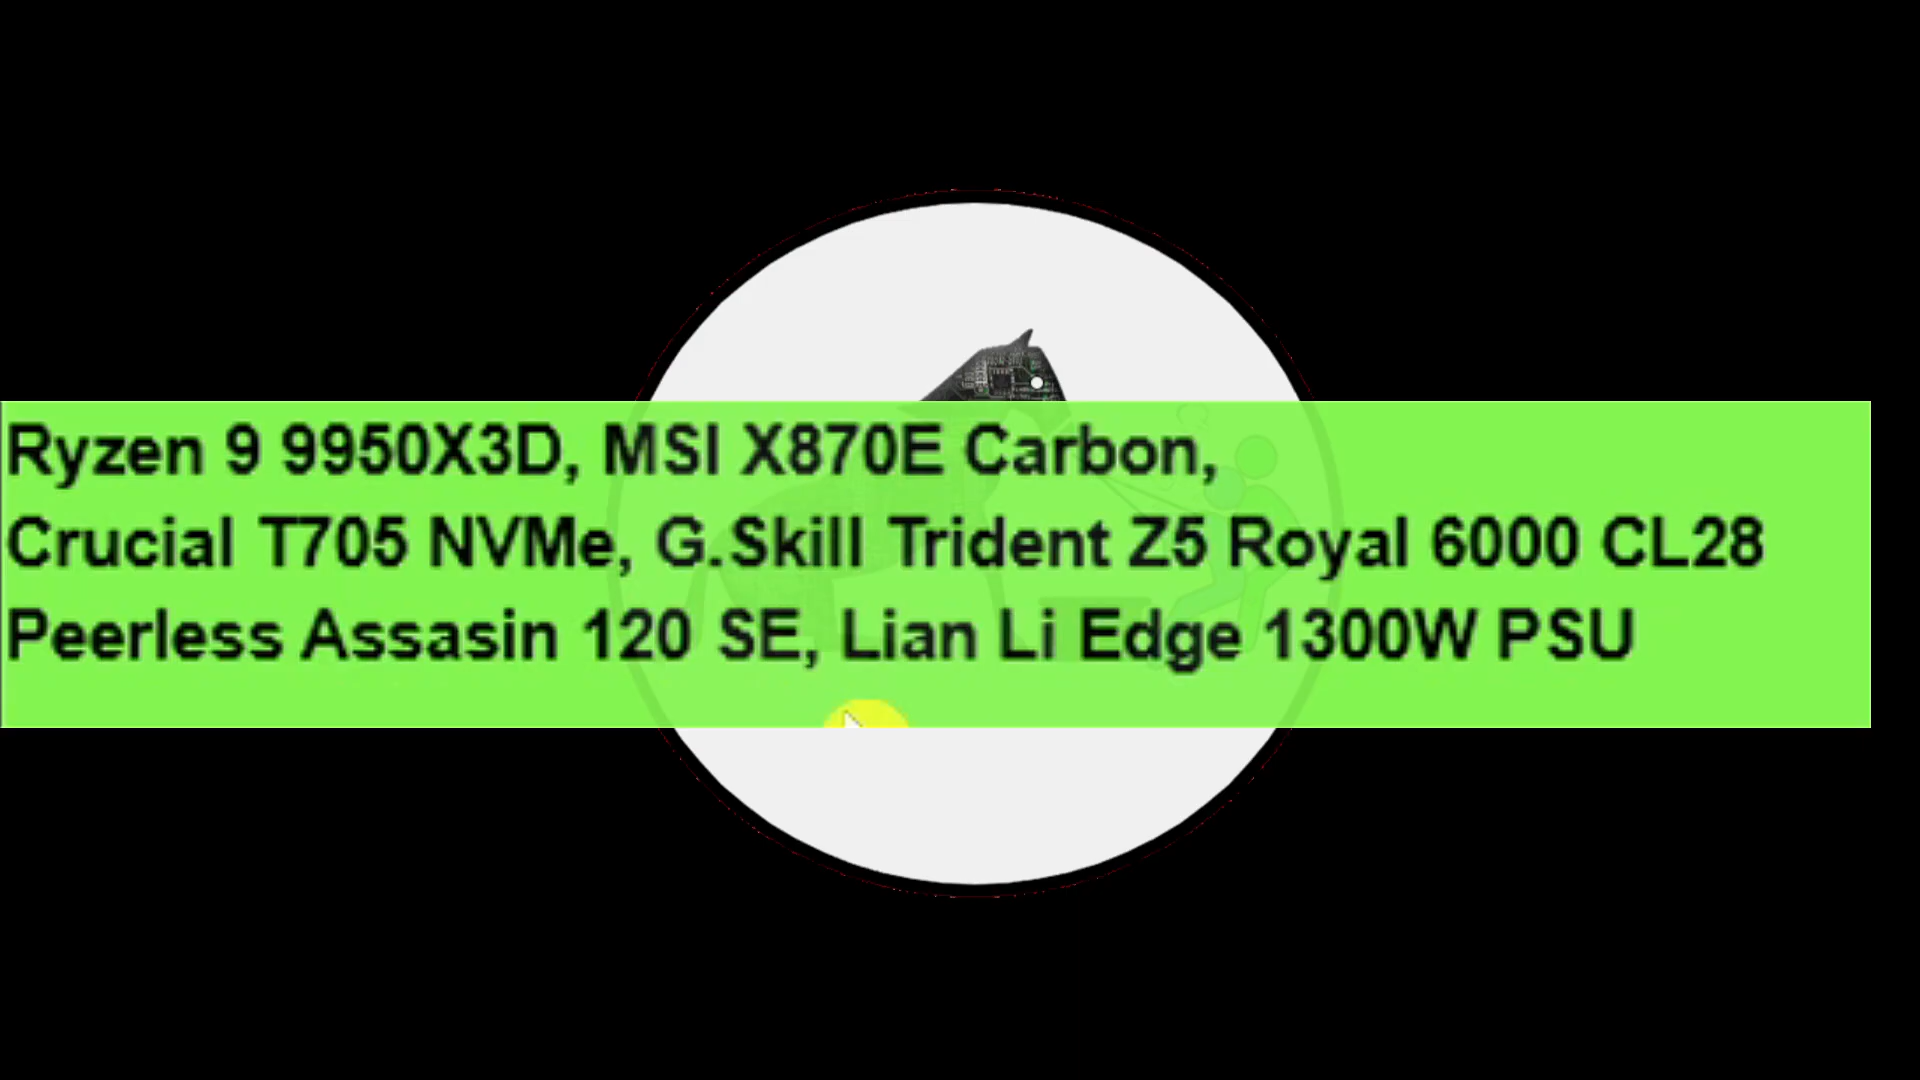 Ryzen 9 9950X3D, MSI X870E Carbon,
Crucial T705 NVMe, G.Skill Trident Z5 Royal 6000 CL28
Peerless Assasin 120 SE, Lian Li Edge 1300W PSU